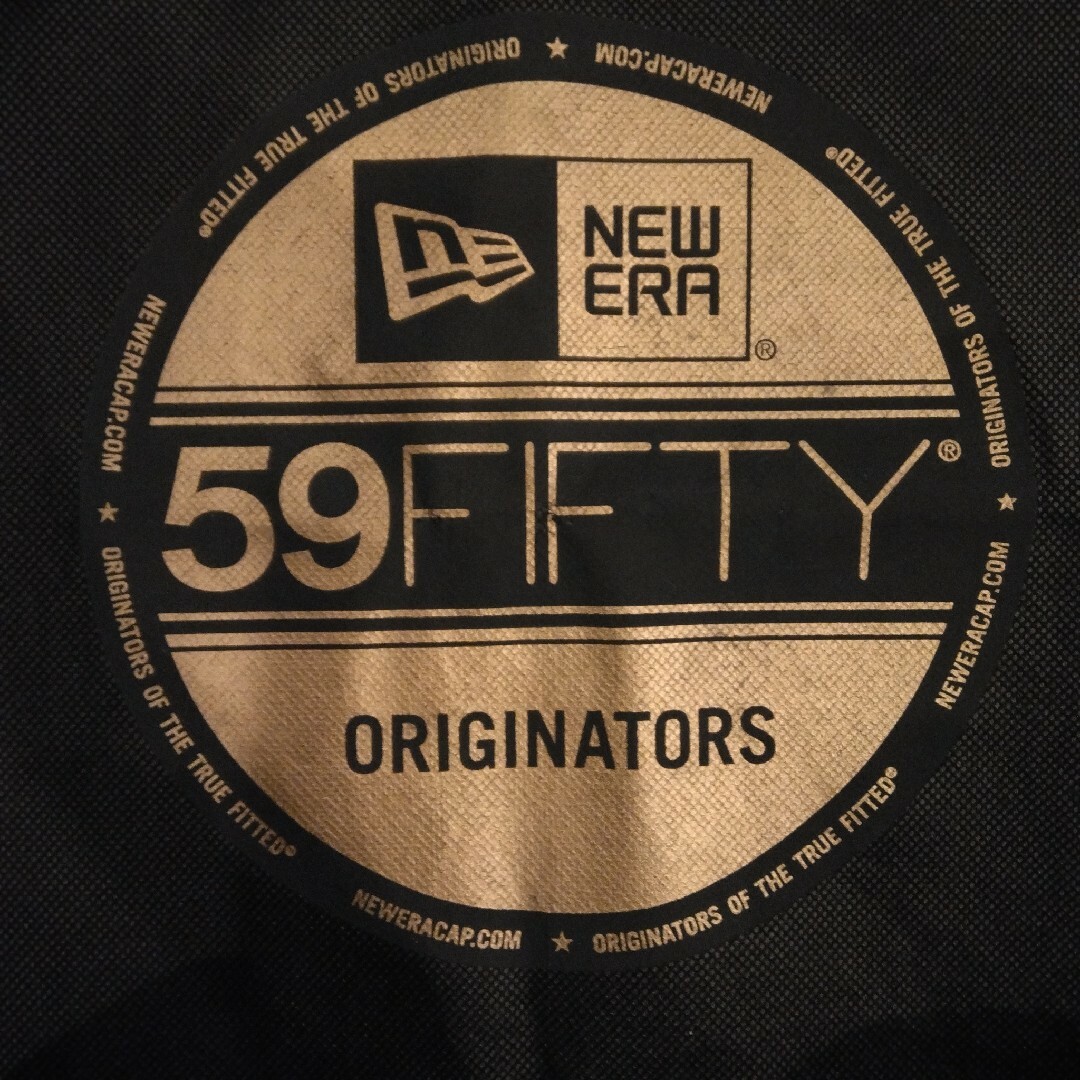 NEW
ERA
®
59FIFTY®
ORIGINATORS
NEWERACAP.COM ★ ORIGINATORS OF THE TRUE FITTED®
NEWERACAP.COM ★ ORIGINATORS OF THE TRUE FITTED®
NEWERACAP.COM ★ ORIGINATORS OF THE TRUE FITTED®
NEWERACAP.COM ★ ORIGINATORS OF THE TRUE FITTED®